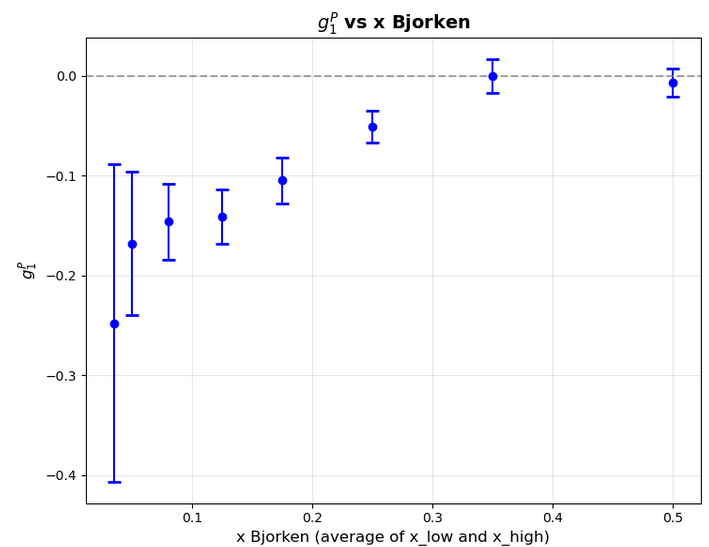 g₁ᴾ vs x Bjorken
0.0
−0.1
−0.2
−0.3
−0.4
g₁ᴾ
0.1 0.2 0.3 0.4 0.5
x Bjorken (average of x_low and x_high)